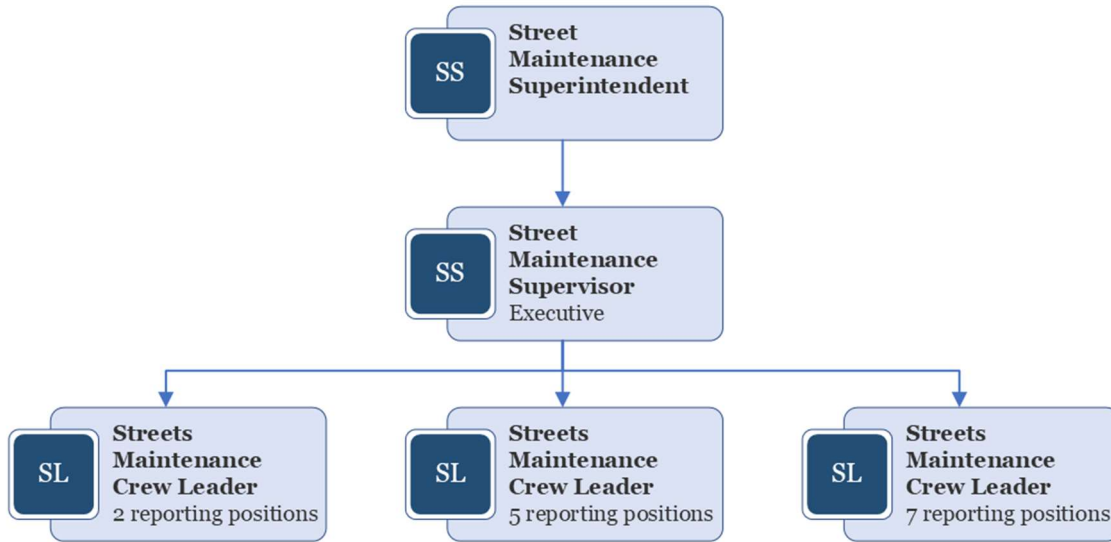 SS
Street
Maintenance
Superintendent
SS
Street
Maintenance
Supervisor
Executive
SL
Streets
Maintenance
Crew Leader
2 reporting positions
SL
Streets
Maintenance
Crew Leader
5 reporting positions
SL
Streets
Maintenance
Crew Leader
7 reporting positions